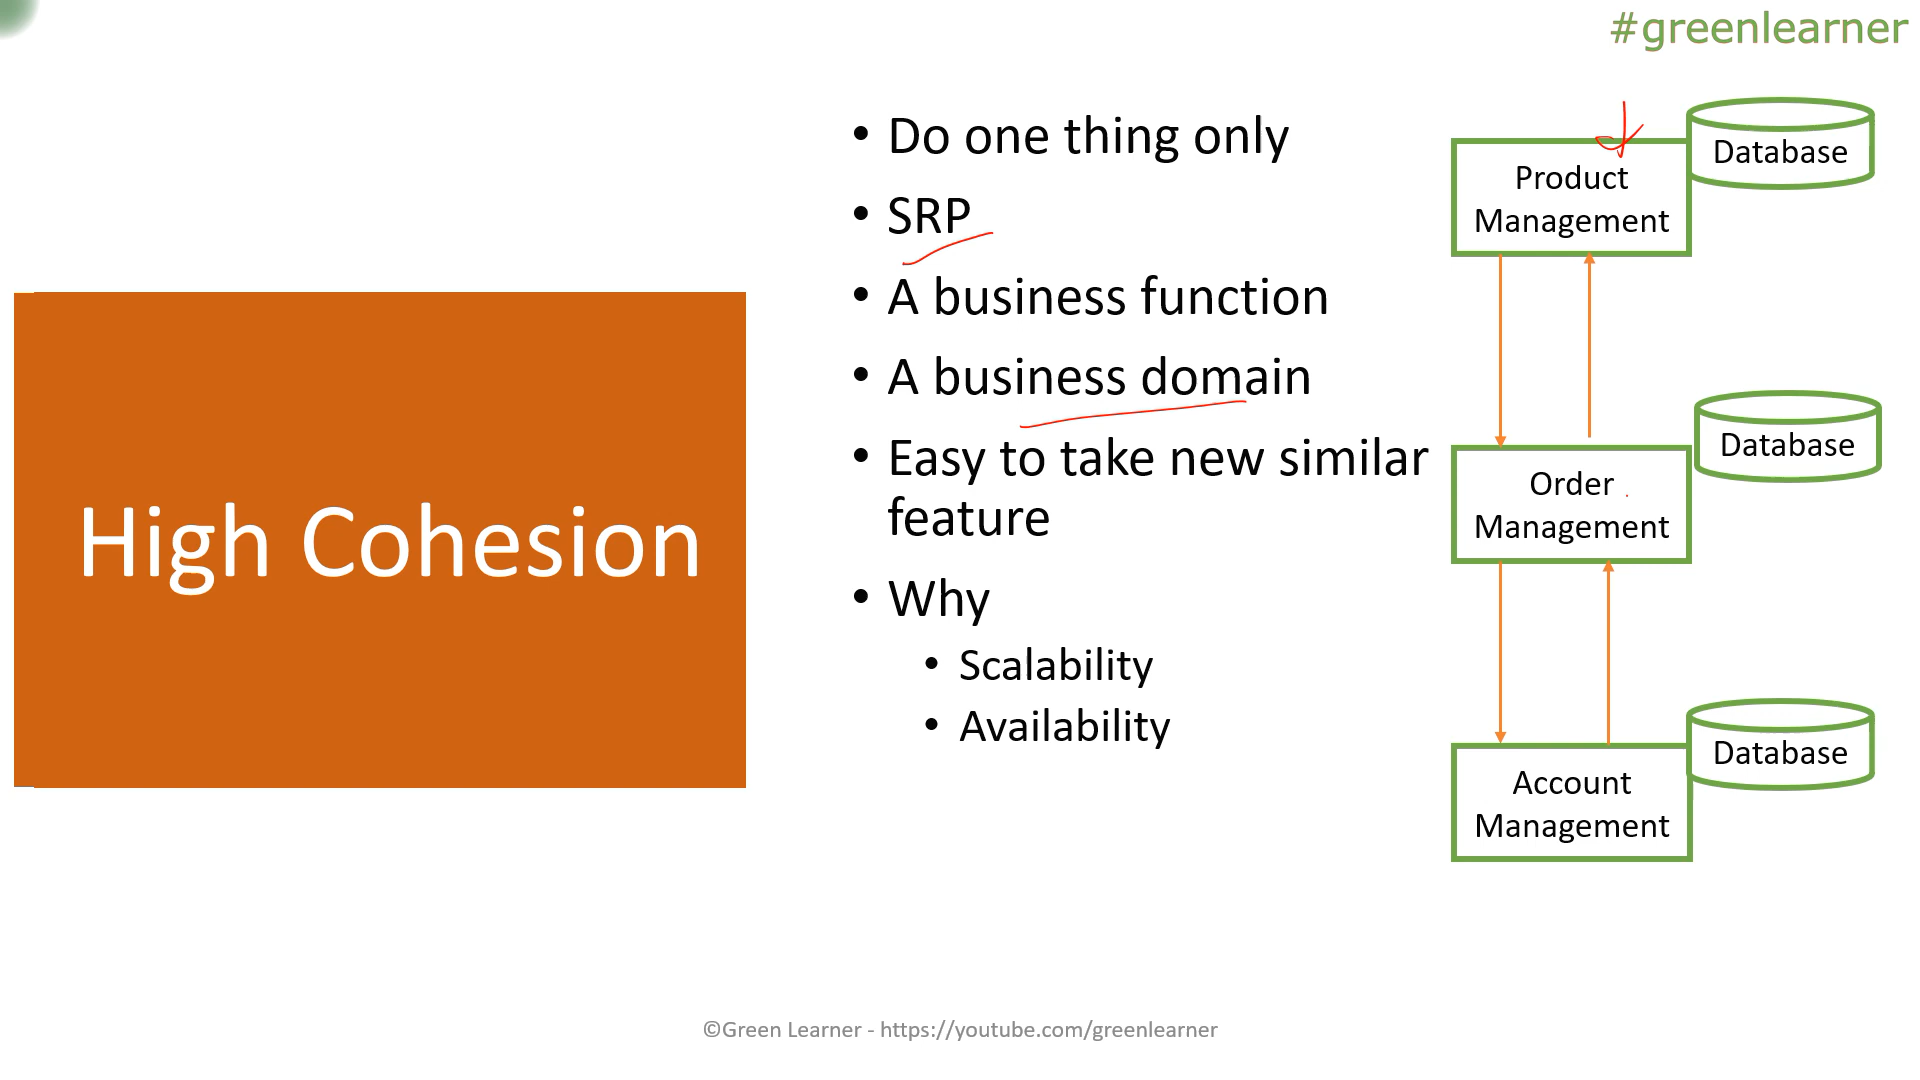 #greenlearner
High Cohesion
• Do one thing only
• SRP
• A business function
• A business domain
• Easy to take new similar
feature
• Why
• Scalability
• Availability
Product
Management
Database
Order
Management
Database
Account
Management
Database
©Green Learner - https://youtube.com/greenlearner